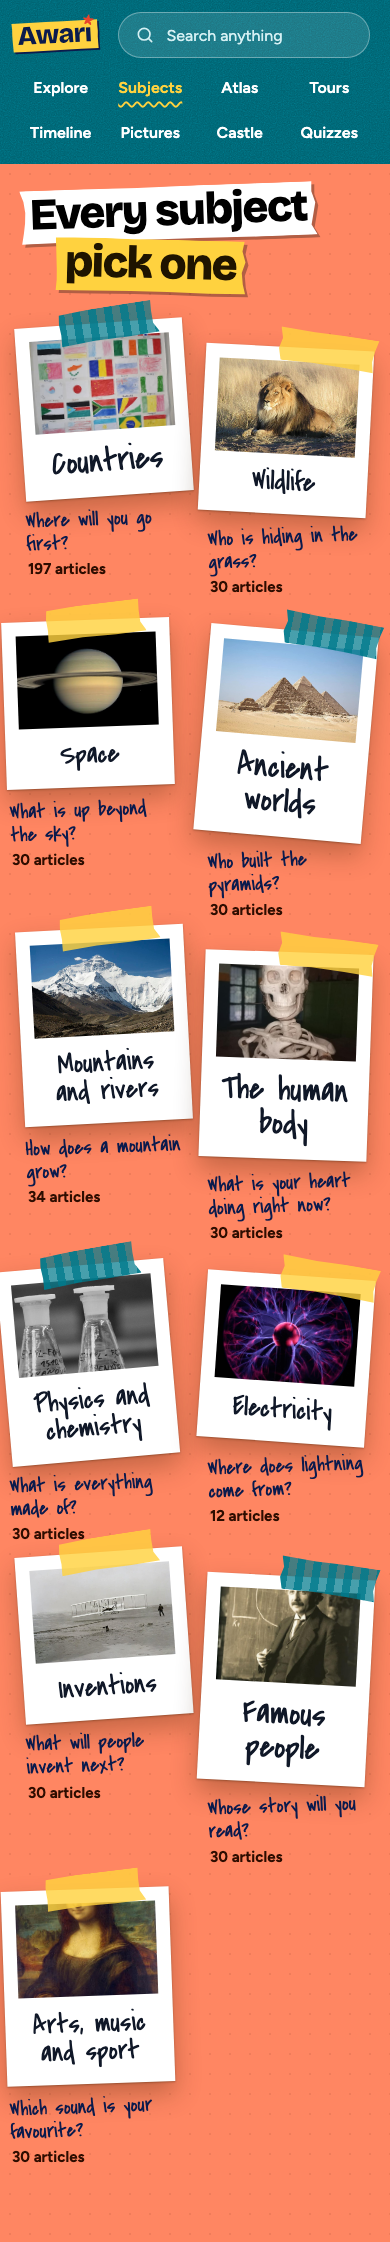 Awari
Search anything
Explore
Subjects
Atlas
Tours
Timeline
Pictures
Castle
Quizzes
Every subject
pick one
Countries
Where will you go
first?
197 articles
Wildlife
Who is hiding in the
grass?
30 articles
Space
What is up beyond
the sky?
30 articles
Ancient
worlds
Who built the
pyramids?
30 articles
Mountains
and rivers
How does a mountain
grow?
34 articles
The human
body
What is your heart
doing right now?
30 articles
Physics and
chemistry
What is everything
made of?
30 articles
Electricity
Where does lightning
come from?
12 articles
Inventions
What will people
invent next?
30 articles
Famous
people
Whose story will you
read?
30 articles
Arts, music
and sport
Which sound is your
favourite?
30 articles